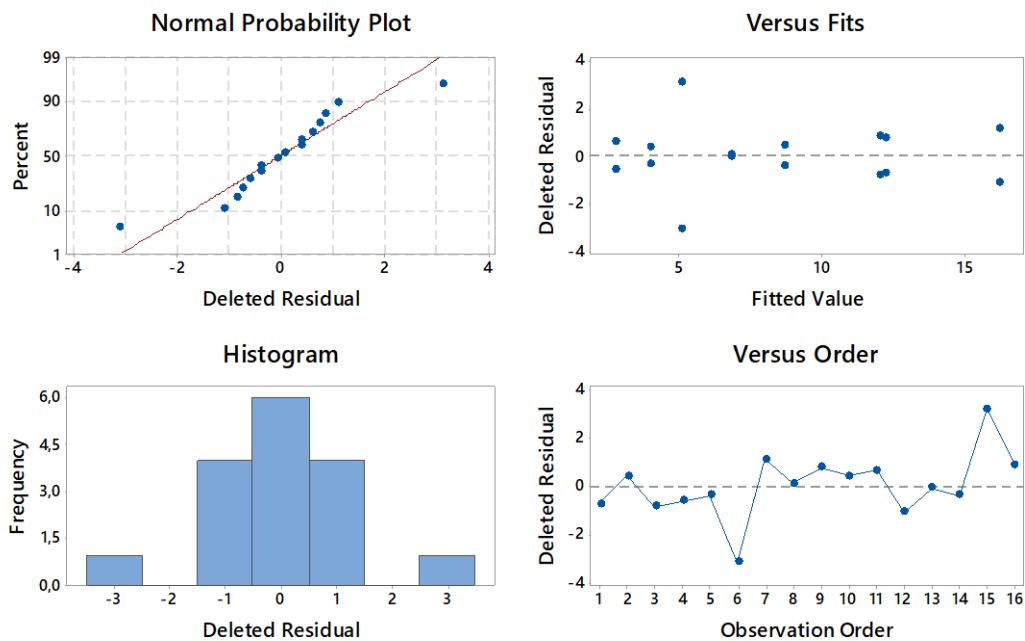 Normal Probability Plot
99
90
50
10
1
Percent
-4 -2 0 2 4
Deleted Residual
Versus Fits
4
2
0
-2
-4
Deleted Residual
5 10 15
Fitted Value
Histogram
6,0
4,5
3,0
1,5
0,0
Frequency
-3 -2 -1 0 1 2 3
Deleted Residual
Versus Order
4
2
0
-2
-4
Deleted Residual
1 2 3 4 5 6 7 8 9 10 11 12 13 14 15 16
Observation Order